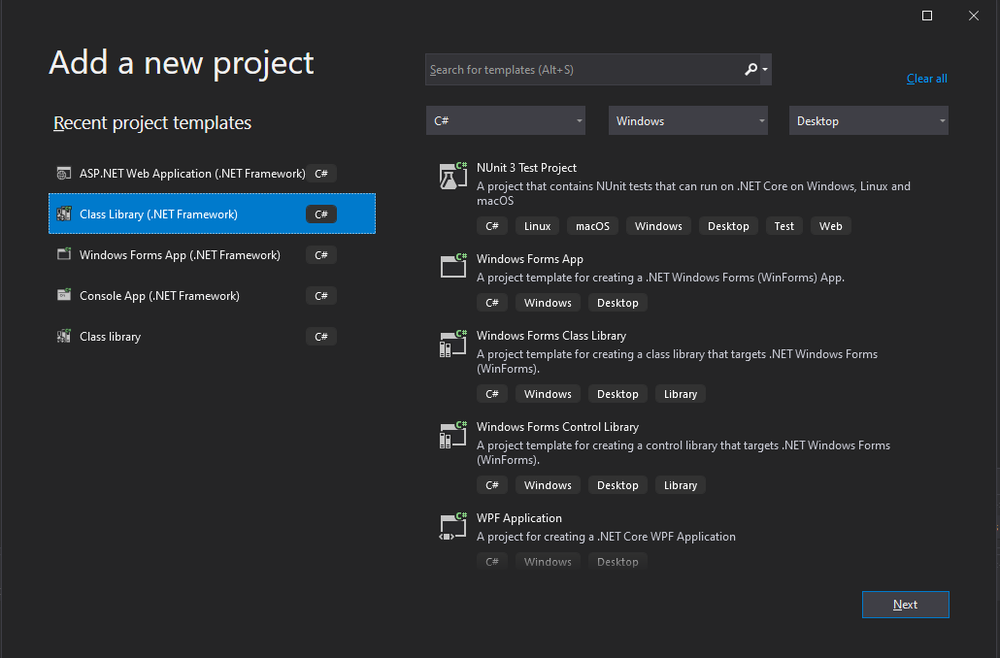 Add a new project
Search for templates (Alt+S)
Clear all
Recent project templates
C#
Windows
Desktop
ASP.NET Web Application (.NET Framework)
C#
Class Library (.NET Framework)
C#
Windows Forms App (.NET Framework)
C#
Console App (.NET Framework)
C#
Class library
C#
C#
NUnit 3 Test Project
A project that contains NUnit tests that can run on .NET Core on Windows, Linux and
macOS
C# Linux macOS Windows Desktop Test Web
C#
Windows Forms App
A project template for creating a .NET Windows Forms (WinForms) App.
C# Windows Desktop
C#
Windows Forms Class Library
A project template for creating a class library that targets .NET Windows Forms
(WinForms).
C# Windows Desktop Library
C#
Windows Forms Control Library
A project template for creating a control library that targets .NET Windows Forms
(WinForms).
C# Windows Desktop Library
C#
WPF Application
A project for creating a .NET Core WPF Application
C# Windows Desktop
Next